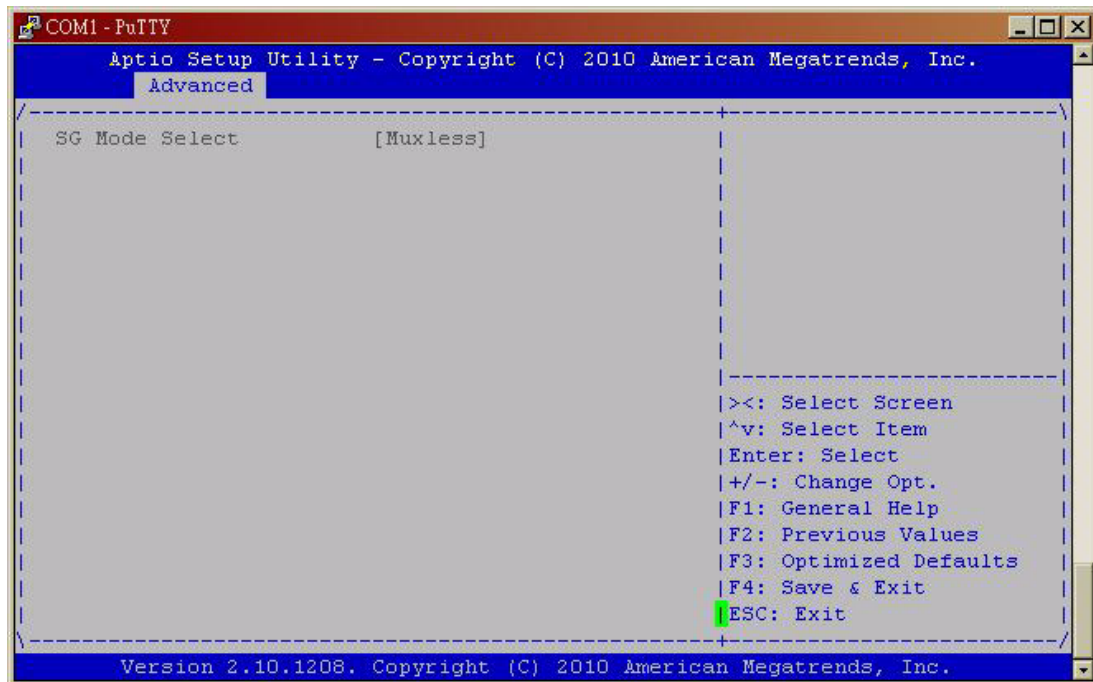 COM1 - PuTTY
Aptio Setup Utility - Copyright (C) 2010 American Megatrends, Inc.
Advanced
SG Mode Select [Muxless]
><: Select Screen
^v: Select Item
Enter: Select
+/-: Change Opt.
F1: General Help
F2: Previous Values
F3: Optimized Defaults
F4: Save & Exit
ESC: Exit
Version 2.10.1208. Copyright (C) 2010 American Megatrends, Inc.